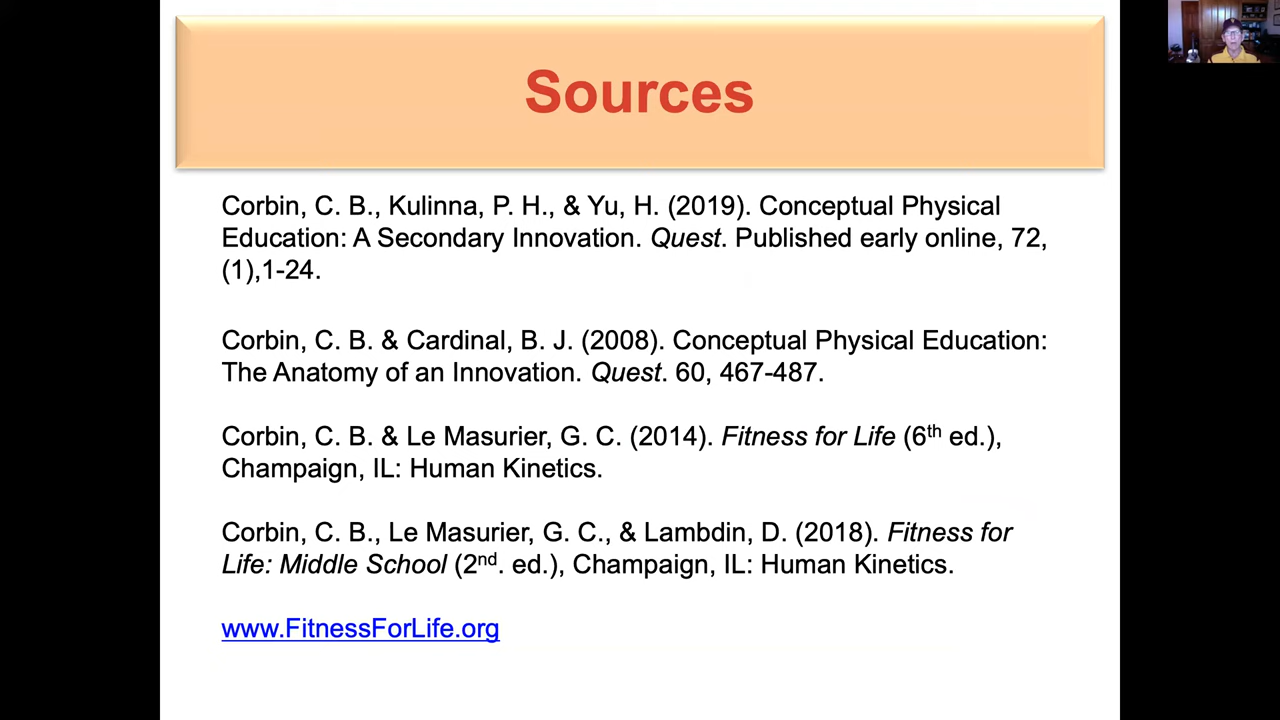 Sources
Corbin, C. B., Kulinna, P. H., & Yu, H. (2019). Conceptual Physical
Education: A Secondary Innovation. Quest. Published early online, 72,
(1),1-24.
Corbin, C. B. & Cardinal, B. J. (2008). Conceptual Physical Education:
The Anatomy of an Innovation. Quest. 60, 467-487.
Corbin, C. B. & Le Masurier, G. C. (2014). Fitness for Life (6th ed.),
Champaign, IL: Human Kinetics.
Corbin, C. B., Le Masurier, G. C., & Lambdin, D. (2018). Fitness for
Life: Middle School (2nd. ed.), Champaign, IL: Human Kinetics.
www.FitnessForLife.org